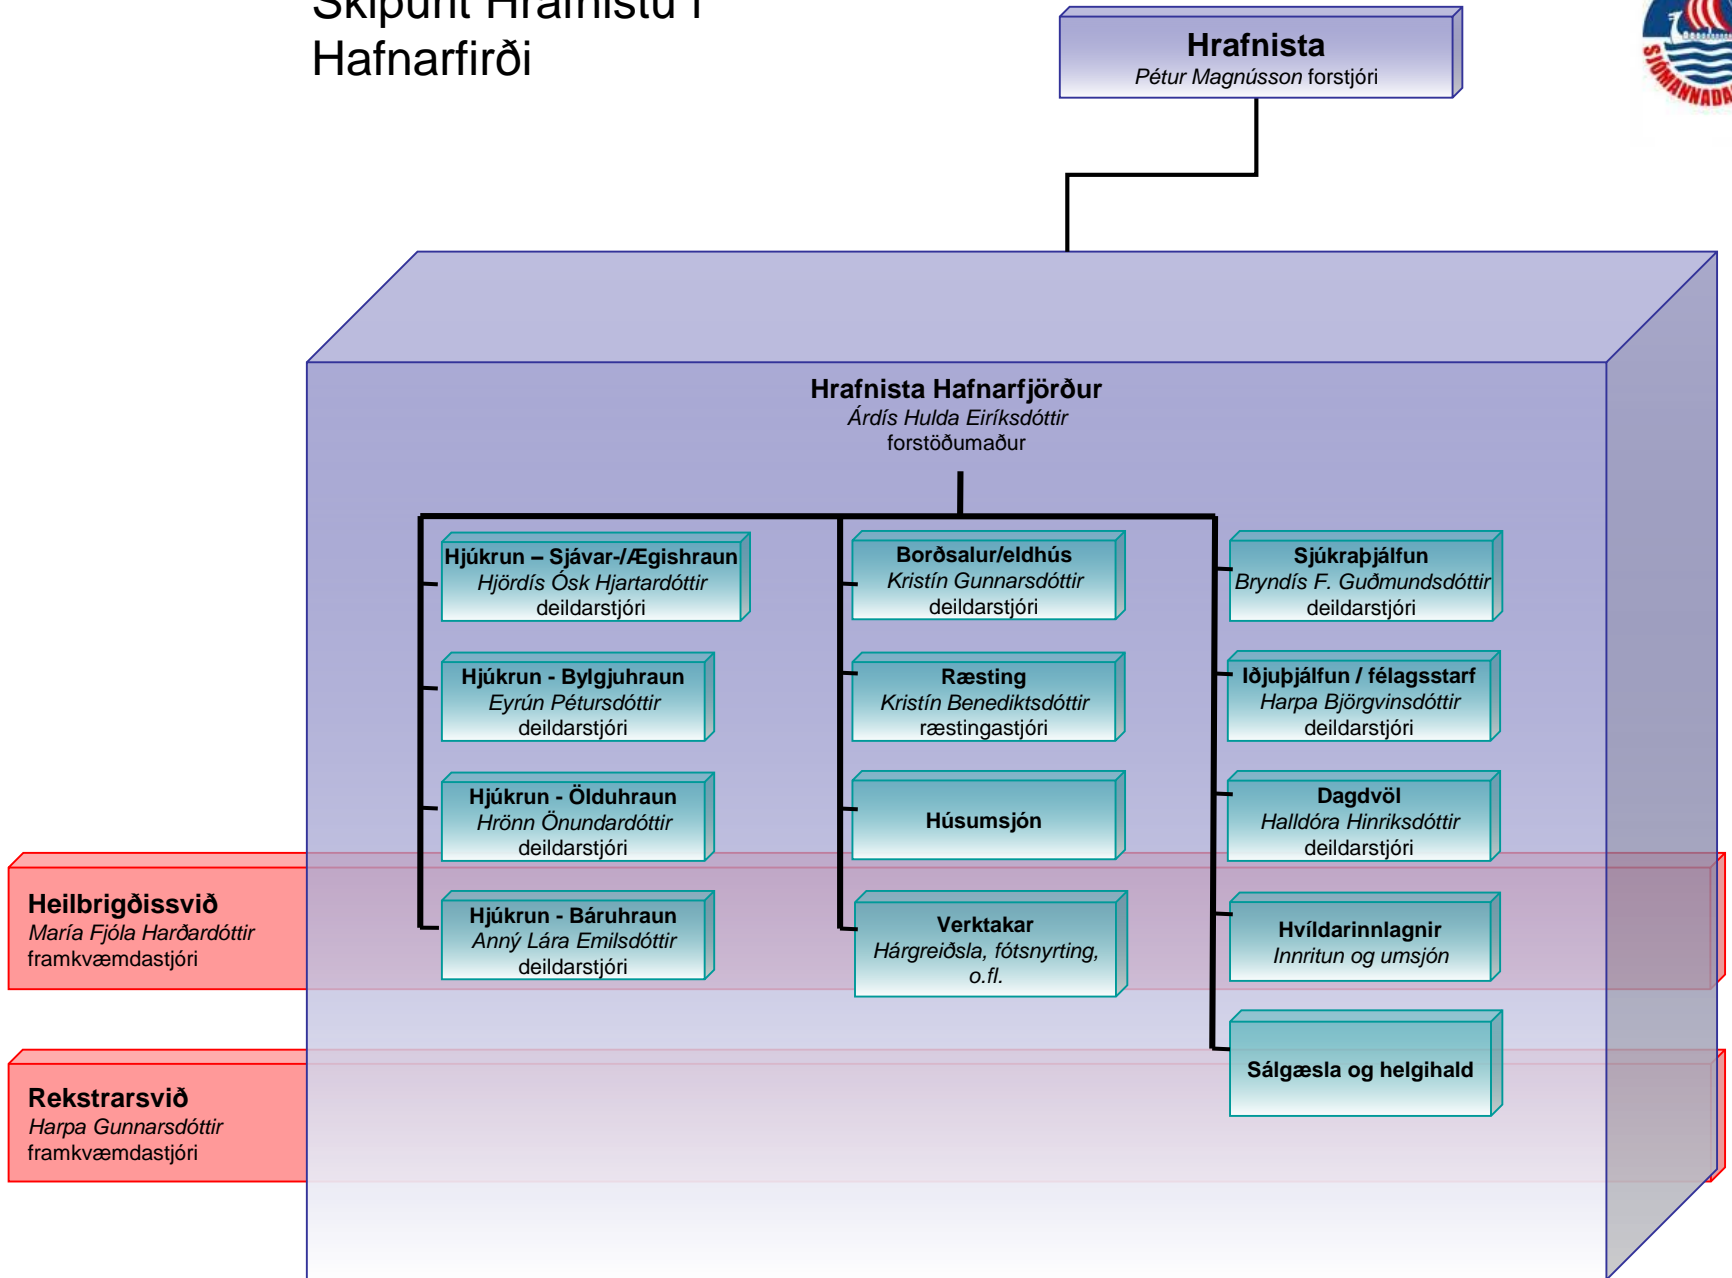 Skipurit Hrafnistu í
Hafnarfirði
Hrafnista
Pétur Magnússon forstjóri
Hrafnista Hafnarfjörður
Árdís Hulda Eiríksdóttir
forstöðumaður
Hjúkrun – Sjávar-/Ægishraun
Hjördís Ósk Hjartardóttir
deildarstjóri
Hjúkrun - Bylgjuhraun
Eyrún Pétursdóttir
deildarstjóri
Hjúkrun - Ölduhraun
Hrönn Önundardóttir
deildarstjóri
Hjúkrun - Báruhraun
Anný Lára Emilsdóttir
deildarstjóri
Borðsalur/eldhús
Kristín Gunnarsdóttir
deildarstjóri
Ræsting
Kristín Benediktsdóttir
ræstingastjóri
Húsumsjón
Verktakar
Hárgreiðsla, fótsnyrting,
o.fl.
Sjúkraþjálfun
Bryndís F. Guðmundsdóttir
deildarstjóri
Iðjuþjálfun / félagsstarf
Harpa Björgvinsdóttir
deildarstjóri
Dagdvöl
Halldóra Hinriksdóttir
deildarstjóri
Hvíldarinnlagnir
Innritun og umsjón
Sálgæsla og helgihald
Heilbrigðissvið
María Fjóla Harðardóttir
framkvæmdastjóri
Rekstrarsvið
Harpa Gunnarsdóttir
framkvæmdastjóri